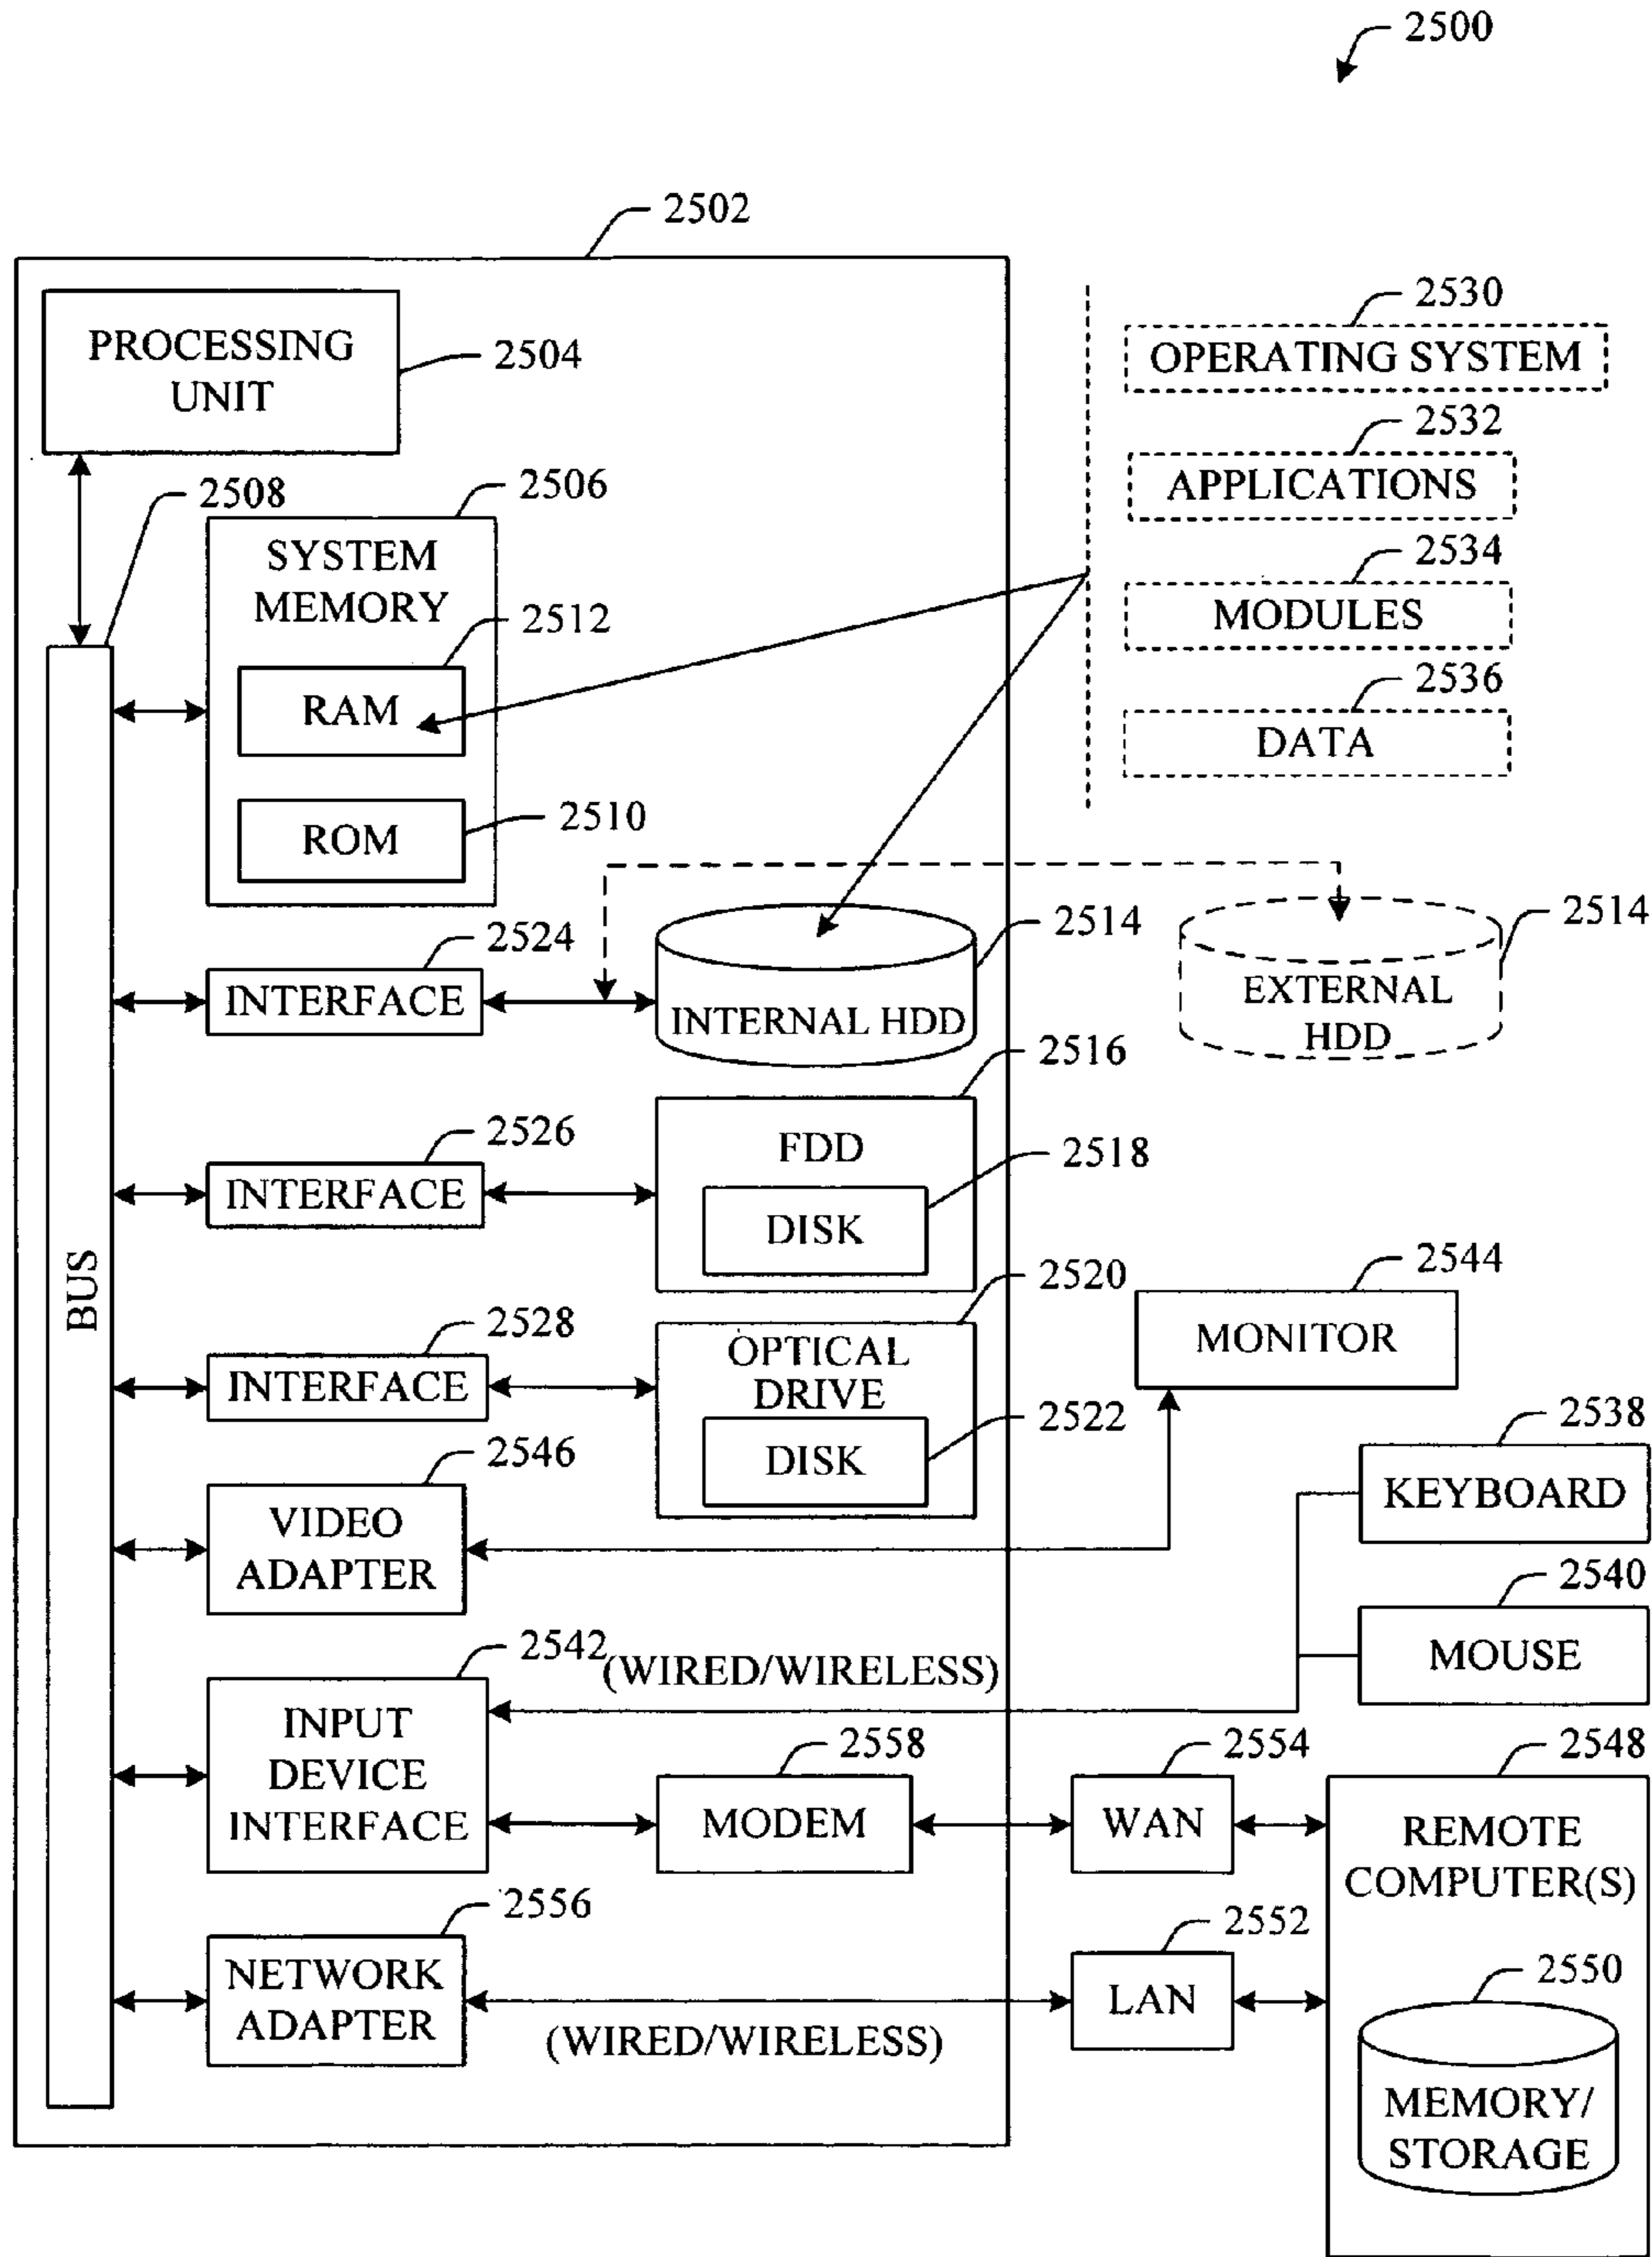 2500
2502
PROCESSING
UNIT
2504
2530
OPERATING SYSTEM
2532
APPLICATIONS
2534
MODULES
2536
DATA
2508
2506
SYSTEM
MEMORY
2512
RAM
2510
ROM
2524
INTERFACE
2514
INTERNAL HDD
2514
EXTERNAL
HDD
2526
INTERFACE
2516
FDD
2518
DISK
BUS
2528
INTERFACE
2520
OPTICAL
DRIVE
2522
DISK
2544
MONITOR
2546
VIDEO
ADAPTER
2538
KEYBOARD
2540
MOUSE
2542
(WIRED/WIRELESS)
INPUT
DEVICE
INTERFACE
2558
MODEM
2554
WAN
2548
REMOTE
COMPUTER(S)
2556
NETWORK
ADAPTER
(WIRED/WIRELESS)
2552
LAN
2550
MEMORY/
STORAGE